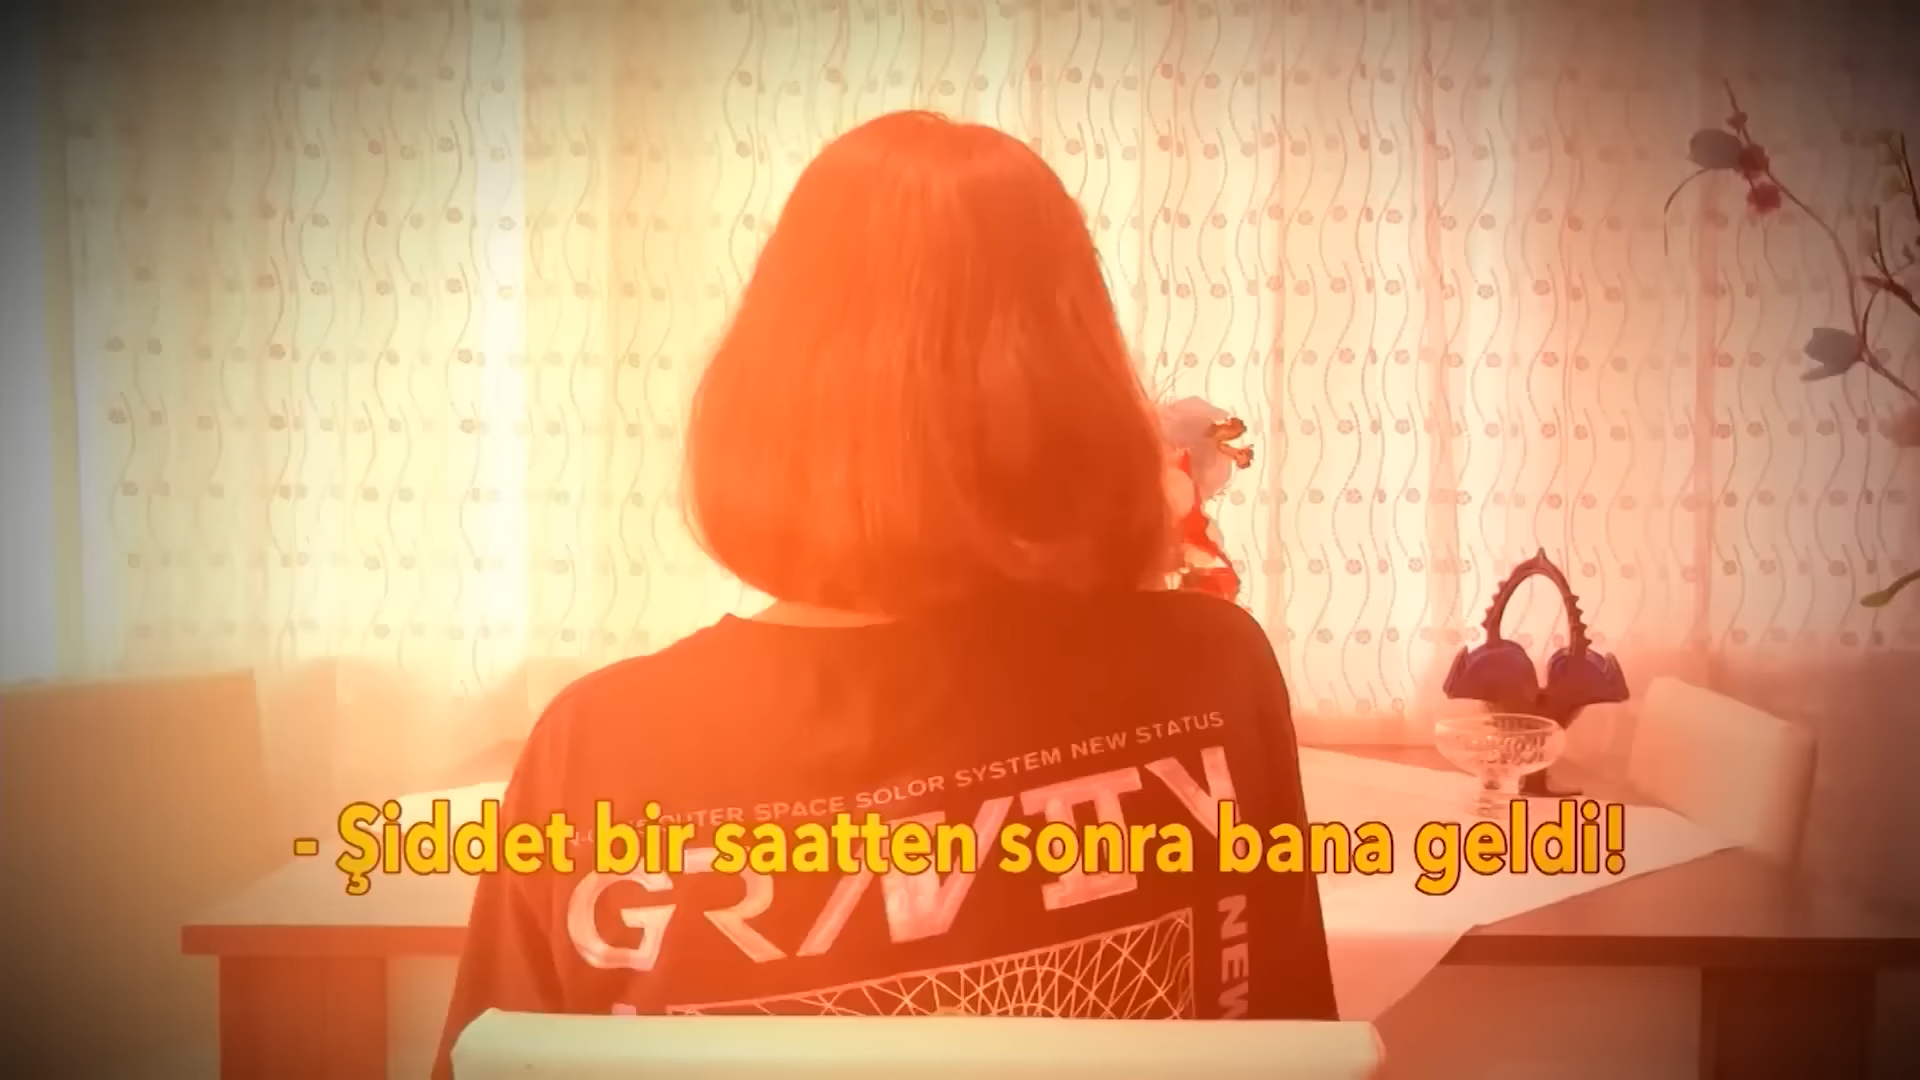 OUTER SPACE SOLOR SYSTEM NEW STATUS
- Şiddet bir saatten sonra bana geldi!
GRAVITY
NEW